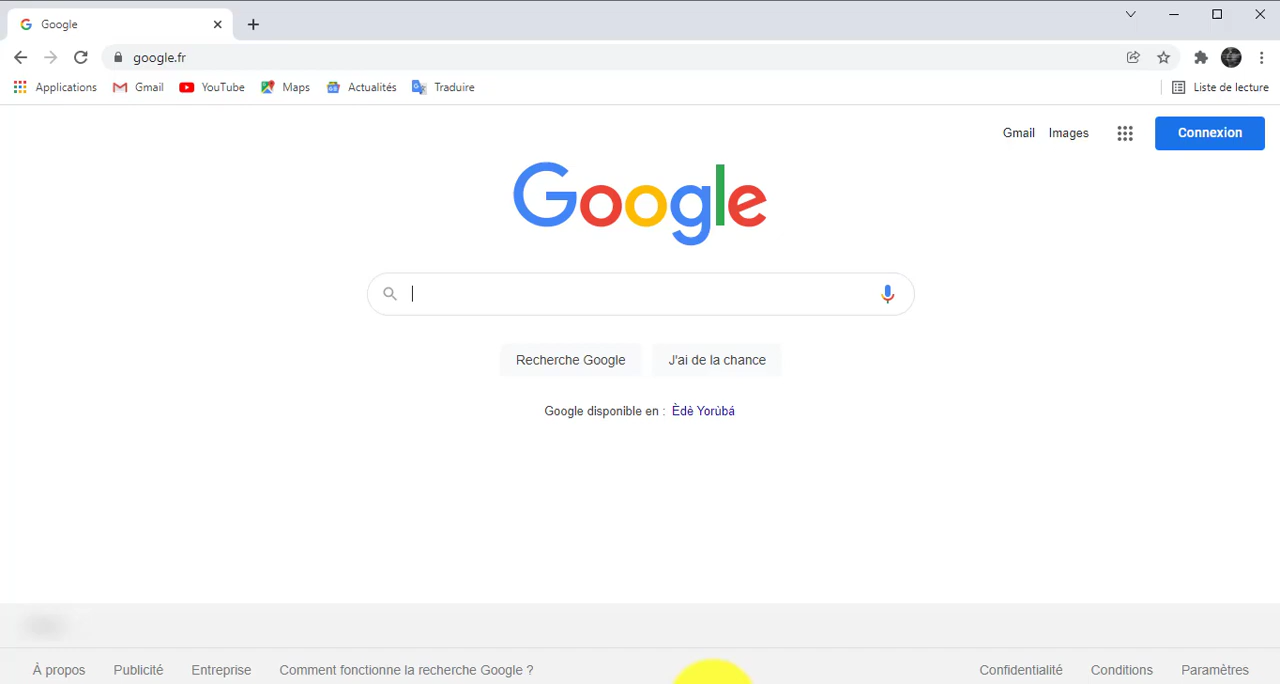 Google
google.fr
Applications Gmail YouTube Maps Actualités Traduire Liste de lecture
Gmail Images Connexion
Google
Recherche Google J'ai de la chance
Google disponible en : Èdè Yorùbá
À propos Publicité Entreprise Comment fonctionne la recherche Google ? Confidentialité Conditions Paramètres